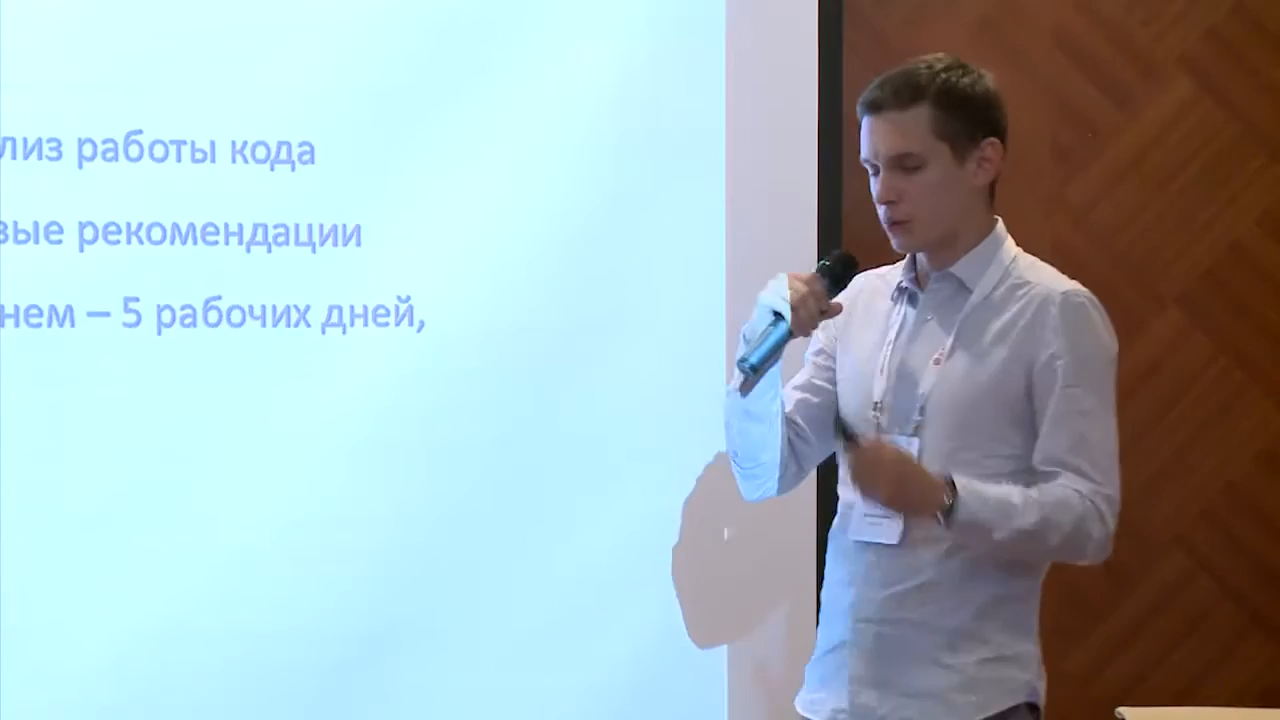 лиз работы кода
вые рекомендации
нем – 5 рабочих дней,